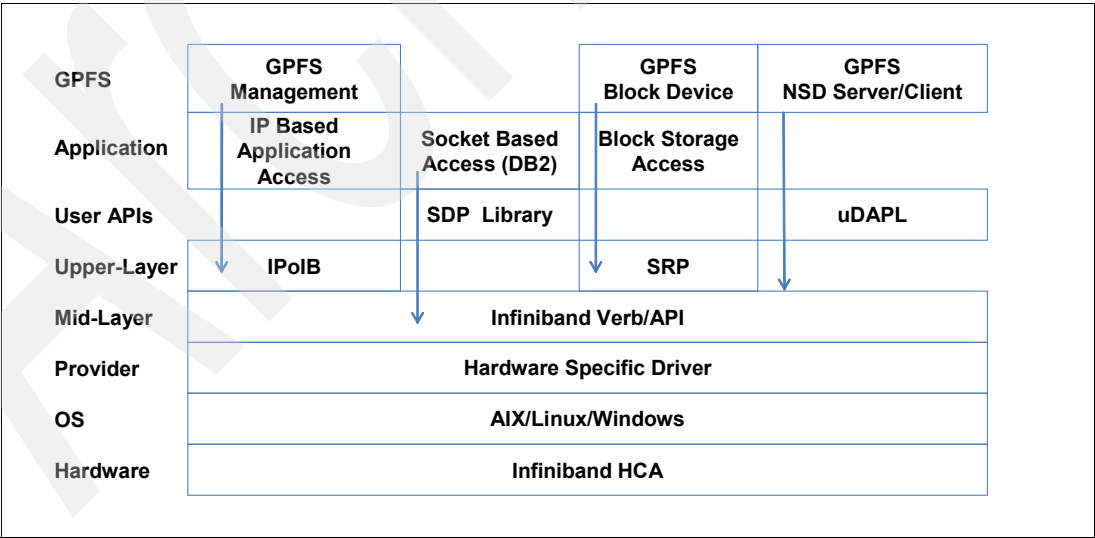 GPFS
GPFS
Management
GPFS
Block Device
GPFS
NSD Server/Client
Application
IP Based
Application
Access
Socket Based
Access (DB2)
Block Storage
Access
User APIs
SDP Library
uDAPL
Upper-Layer
IPoIB
SRP
Mid-Layer
Infiniband Verb/API
Provider
Hardware Specific Driver
OS
AIX/Linux/Windows
Hardware
Infiniband HCA